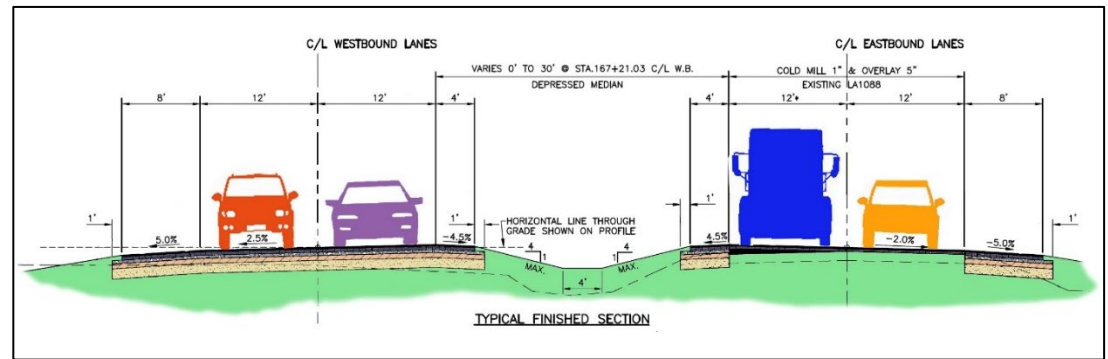 C/L WESTBOUND LANES
C/L EASTBOUND LANES
VARIES 0' TO 30' @ STA.167+21.03 C/L W.B.
DEPRESSED MEDIAN
COLD MILL 1" & OVERLAY 5"
EXISTING LA1088
8'
12'
12'
4'
4'
12'+
12'
8'
1'
1'
HORIZONTAL LINE THROUGH
GRADE SHOWN ON PROFILE
1'
1'
5.0%
2.5%
-4.5%
4
1
MAX.
4
1
MAX.
4.5%
-2.0%
-5.0%
4'
TYPICAL FINISHED SECTION